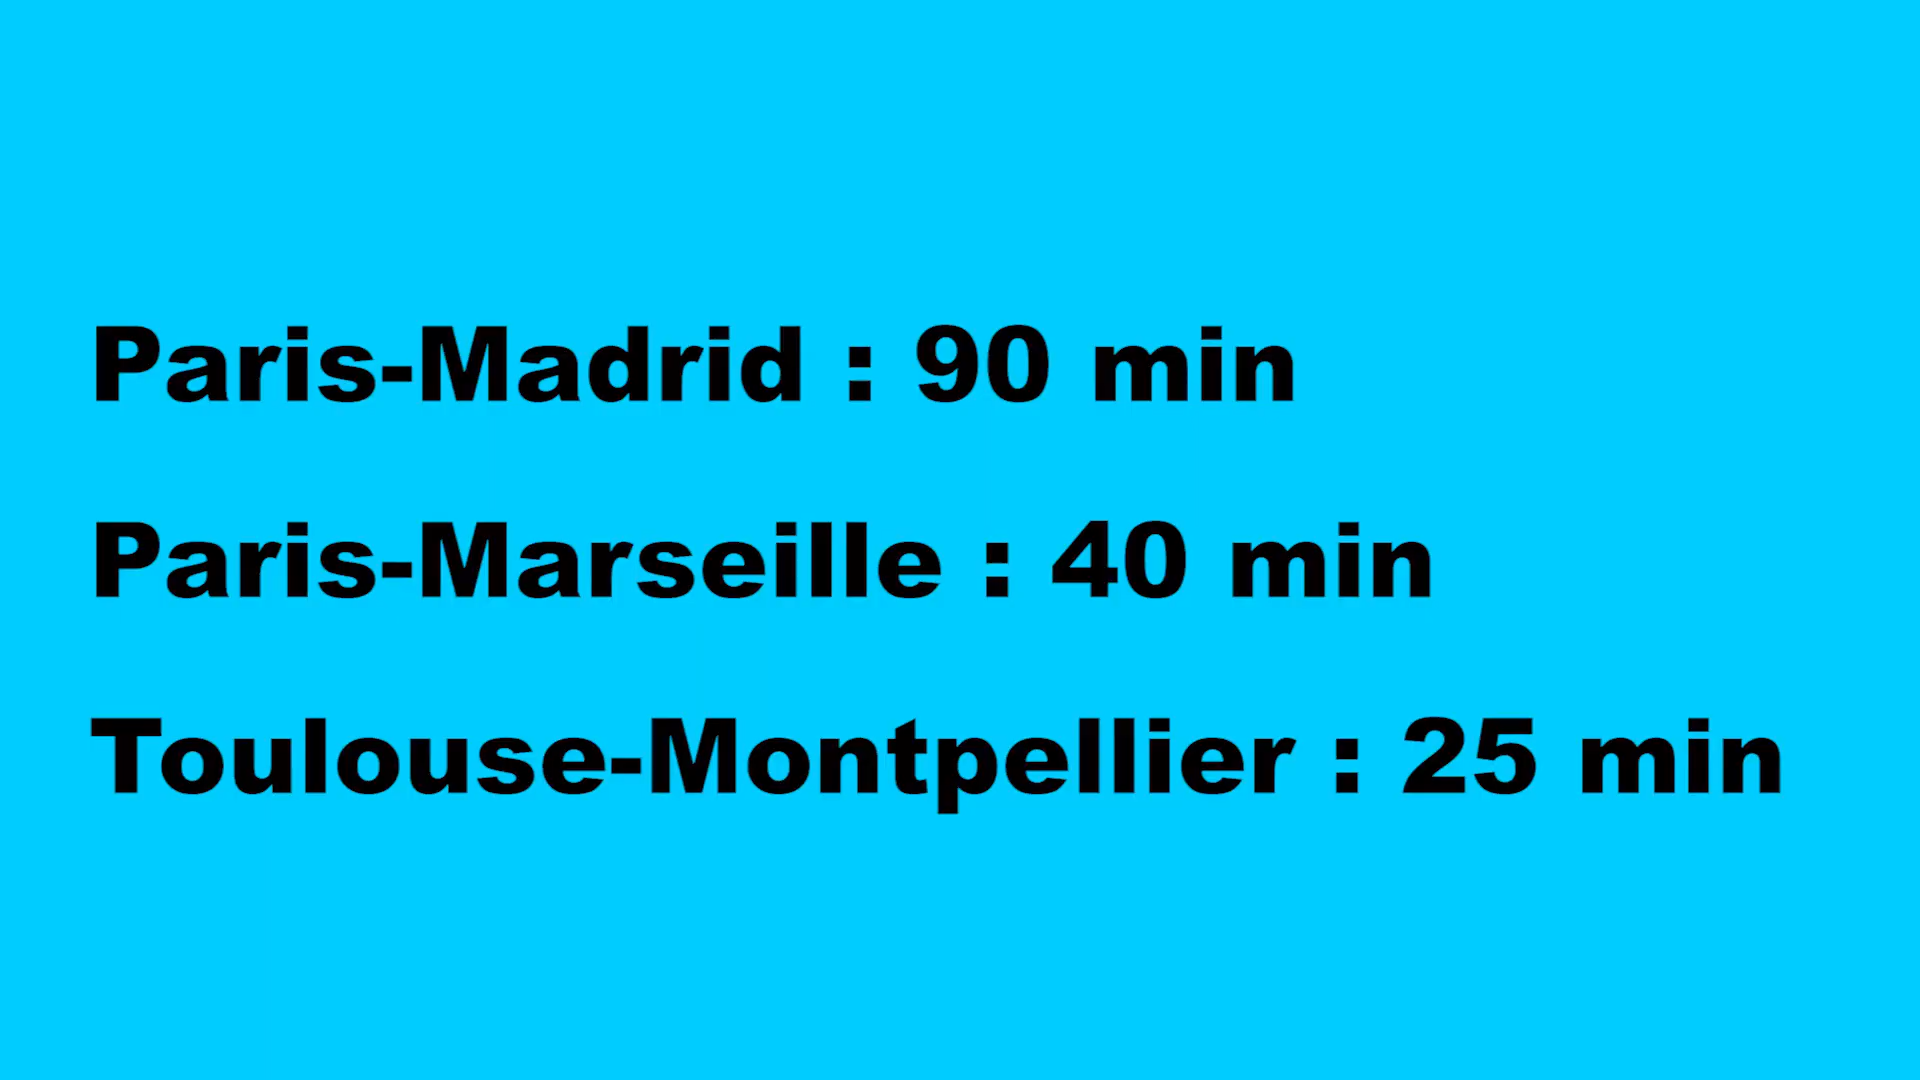 Paris-Madrid : 90 min
Paris-Marseille : 40 min
Toulouse-Montpellier : 25 min